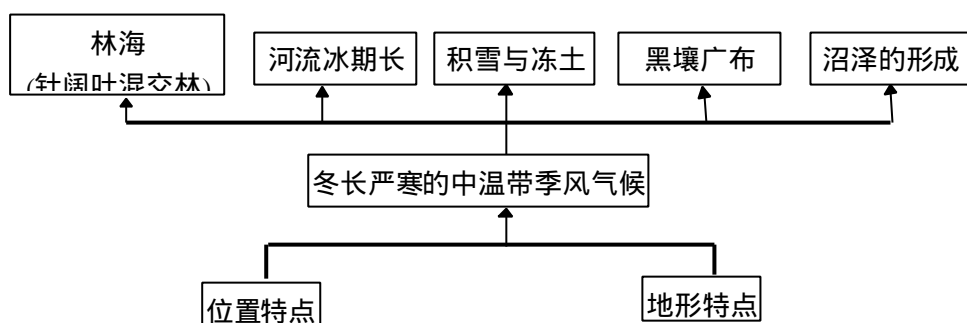 林海
(针阔叶混交林)
河流冰期长
积雪与冻土
黑壤广布
沼泽的形成
冬长严寒的中温带季风气候
位置特点
地形特点